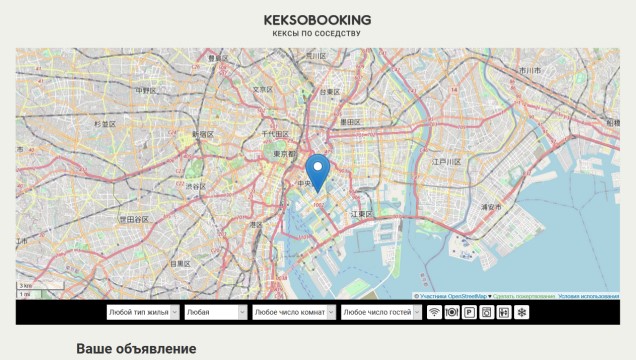 KEKSOBOOKING
КЕКСЫ ПО СОСЕДСТВУ
豊島区
荒川区
市川市
中野区
文京区
台東区
杉並区
墨田区
新宿区
千代田区
東京都
江戸川区
中央
渋谷区
江東区
浦安市
世田谷区
港区
目黒区
3 km
1 mi
© Участники OpenStreetMap ♥ Сделать пожертвование. Условия использования
Любой тип жилья
Любая
Любое число комнат
Любое число гостей
P
Ваше объявление